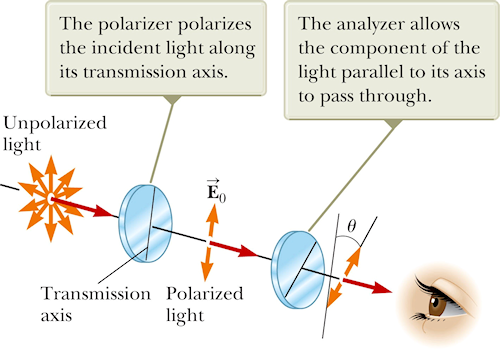 The polarizer polarizes
the incident light along
its transmission axis.
The analyzer allows
the component of the
light parallel to its axis
to pass through.
Unpolarized
light
E⃗₀
θ
Transmission
axis
Polarized
light